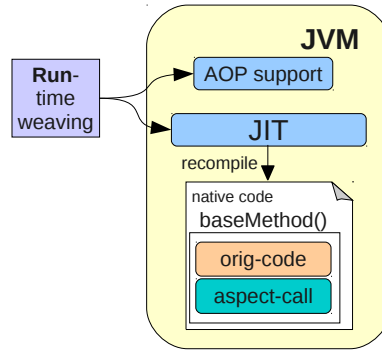 JVM
Run-
time
weaving
AOP support
JIT
recompile
native code
baseMethod()
orig-code
aspect-call